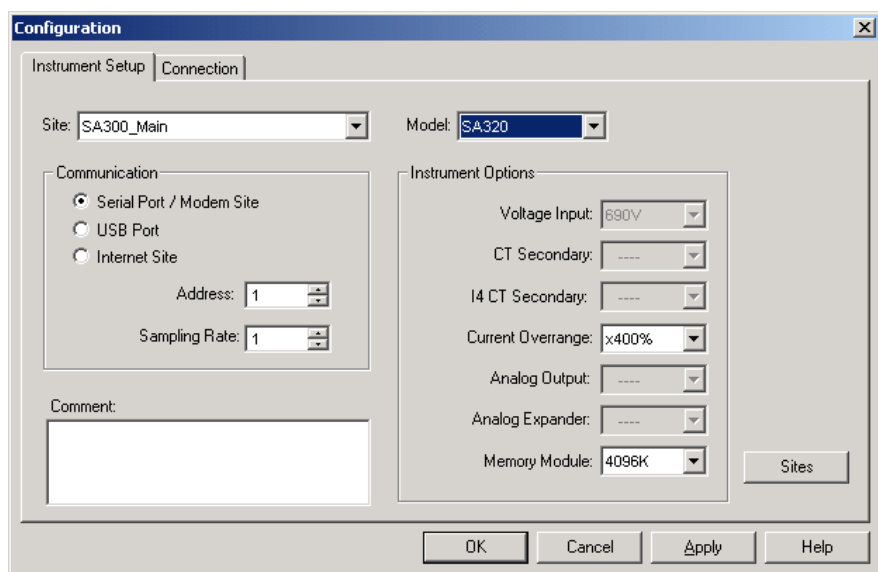 Configuration
Instrument Setup
Connection
Site: SA300_Main
Model: SA320
Communication
Serial Port / Modem Site
USB Port
Internet Site
Address: 1
Sampling Rate: 1
Comment:
Instrument Options
Voltage Input: 690V
CT Secondary: ----
I4 CT Secondary: ----
Current Overrange: x400%
Analog Output: ----
Analog Expander: ----
Memory Module: 4096K
Sites
OK
Cancel
Apply
Help